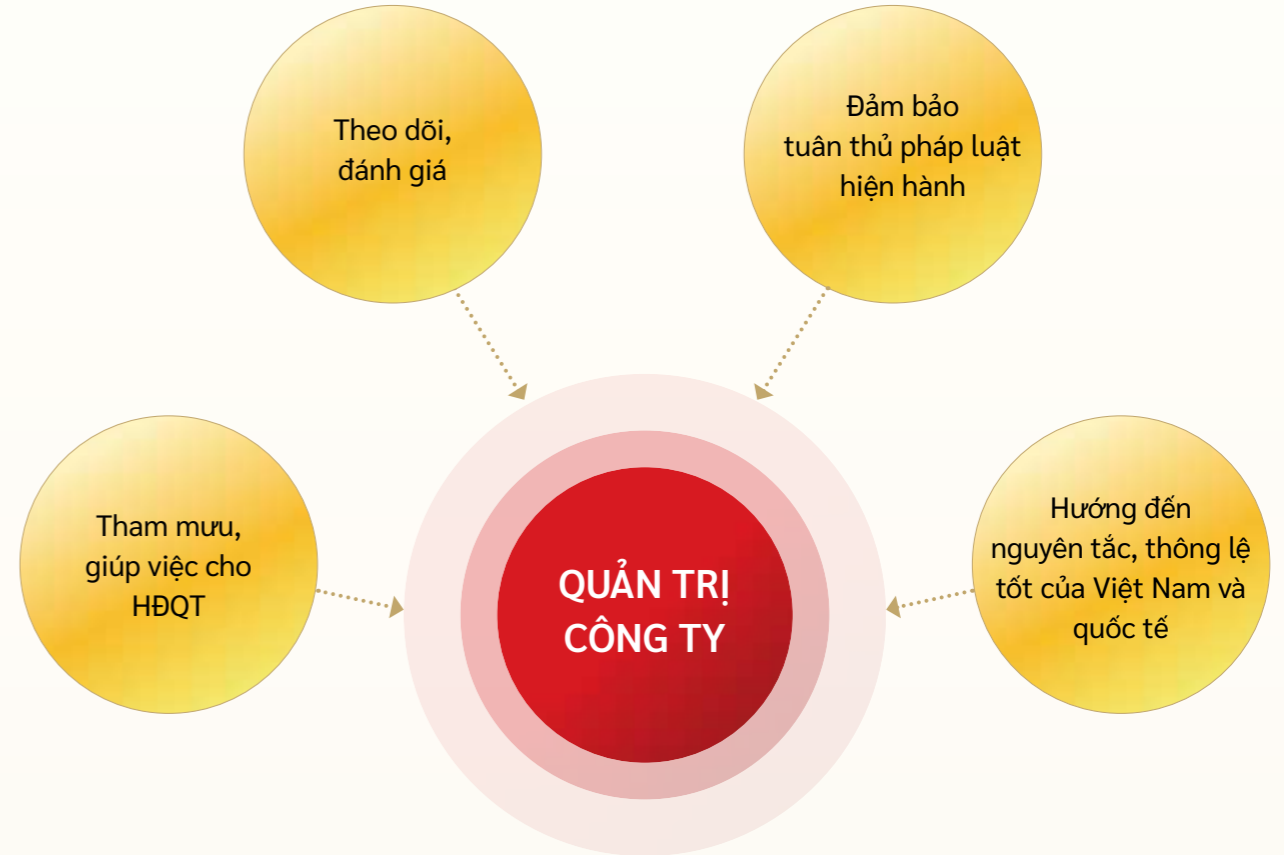 Theo dõi,
đánh giá
Đảm bảo
tuân thủ pháp luật
hiện hành
Tham mưu,
giúp việc cho
HĐQT
QUẢN TRỊ
CÔNG TY
Hướng đến
nguyên tắc, thông lệ
tốt của Việt Nam và
quốc tế